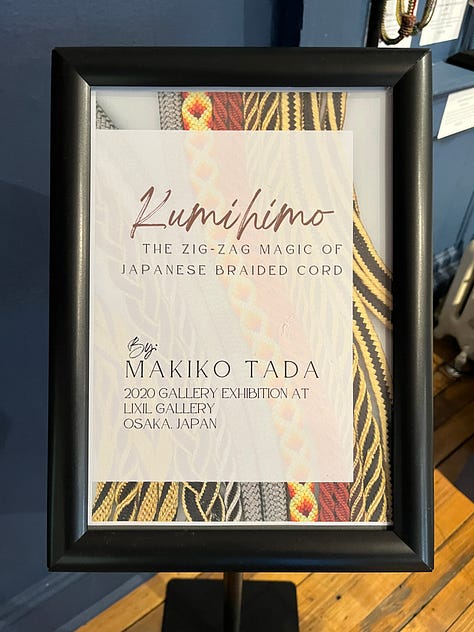 Kumihimo
THE ZIG-ZAG MAGIC OF
JAPANESE BRAIDED CORD
By:
MAKIKO TADA
2020 GALLERY EXHIBITION AT
LIXIL GALLERY
OSAKA, JAPAN